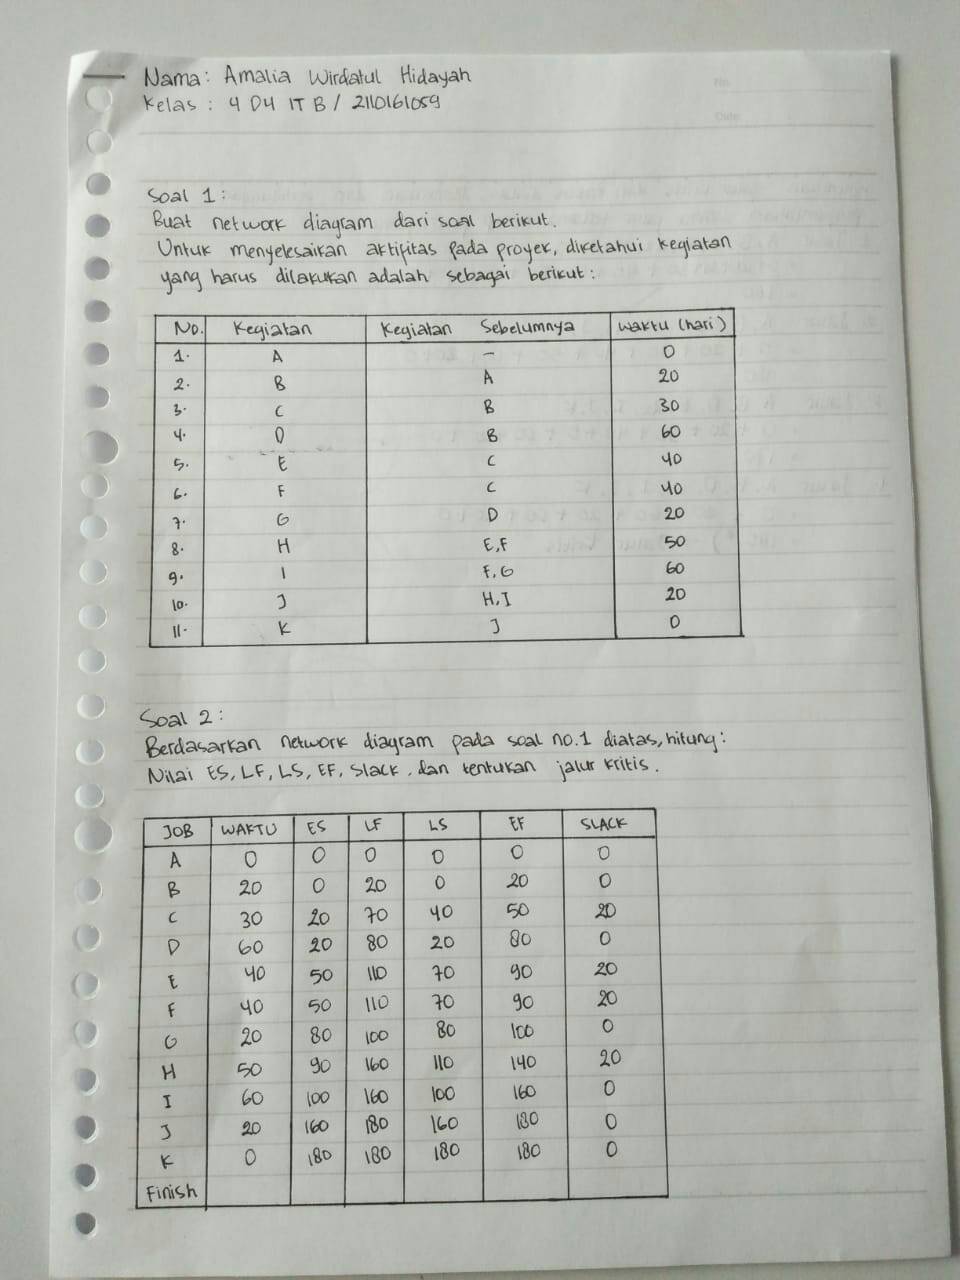 Nama : Amalia Wirdatul Hidayah
Kelas : 4 D4 IT B / 2110161059
No.
Date
Soal 1 :
Buat network diagram dari soal berikut.
Untuk menyelesaikan aktifitas pada proyek, diketahui kegiatan
yang harus dilakukan adalah sebagai berikut :
No. Kegiatan Kegiatan Sebelumnya Waktu (hari)
1. A - 0
2. B A 20
3. C B 30
4. D B 60
5. E C 40
6. F C 40
7. G D 20
8. H E,F 50
9. I F,G 60
10. J H,I 20
11. K J 0
Soal 2 :
Berdasarkan network diagram pada soal no.1 diatas, hitung :
Nilai ES, LF, LS, EF, Slack, dan tentukan jalur kritis.
JOB WAKTU ES LF LS EF SLACK
A 0 0 0 0 0 0
B 20 0 20 0 20 0
C 30 20 70 40 50 20
D 60 20 80 20 80 0
E 40 50 110 70 90 20
F 40 50 110 70 90 20
G 20 80 100 80 100 0
H 50 90 160 110 140 20
I 60 100 160 100 160 0
J 20 160 180 160 180 0
K 0 180 180 180 180 0
Finish